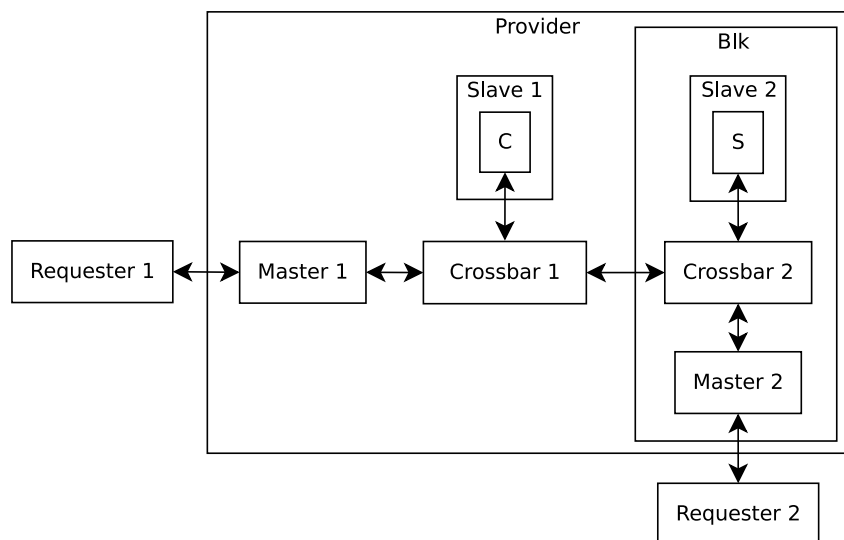 Provider
Blk
Slave 1
Slave 2
C
S
Requester 1
Master 1
Crossbar 1
Crossbar 2
Master 2
Requester 2